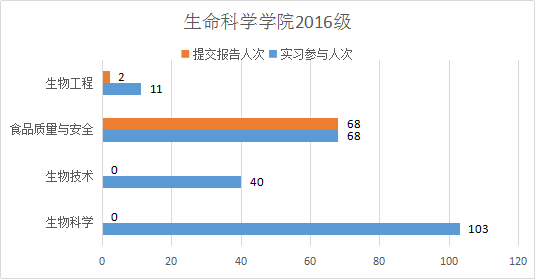 生命科学学院2016级
提交报告人次 实习参与人次
生物工程 2
11
食品质量与安全 68
68
生物技术 0
40
生物科学 0
103
0 20 40 60 80 100 120